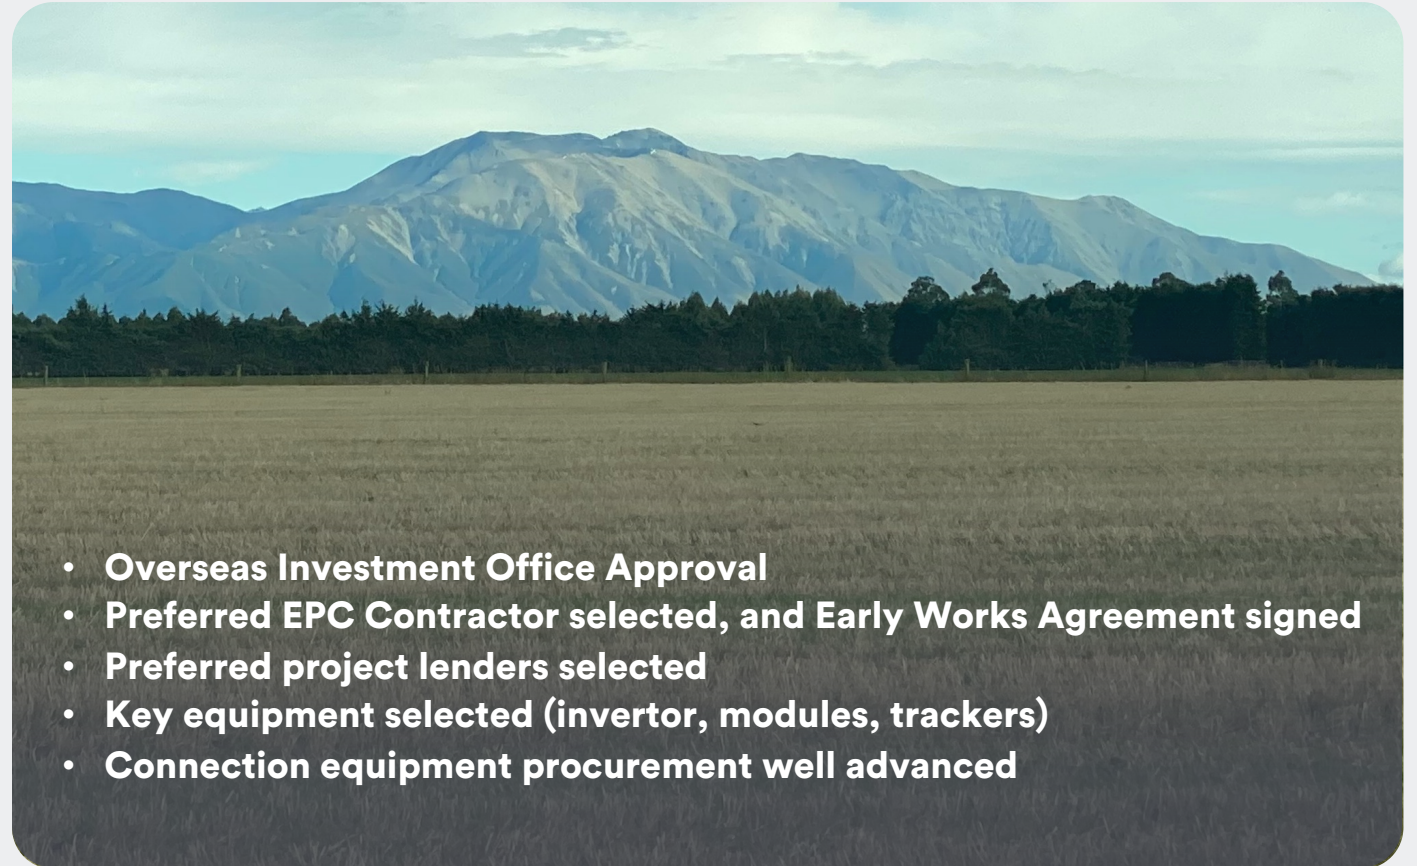 • Overseas Investment Office Approval
• Preferred EPC Contractor selected, and Early Works Agreement signed
• Preferred project lenders selected
• Key equipment selected (invertor, modules, trackers)
• Connection equipment procurement well advanced